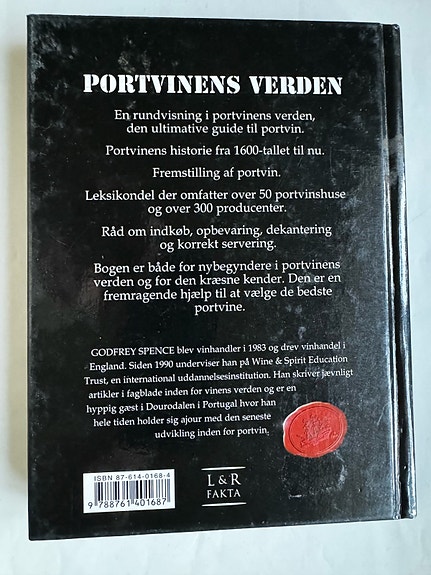 PORTVINENS VERDEN
En rundvisning i portvinens verden,
den ultimative guide til portvin.
Portvinens historie fra 1600-tallet til nu.
Fremstilling af portvin.
Leksikondel der omfatter over 50 portvinshuse
og over 300 producenter.
Råd om indkøb, opbevaring, dekantering
og korrekt servering.
Bogen er både for nybegyndere i portvinens
verden og for den kræsne kender. Den er en
fremragende hjælp til at vælge de bedste
portvine.
GODFREY SPENCE blev vinhandler i 1983 og drev vinhandel i
England. Siden 1990 underviser han på Wine & Spirit Education
Trust, en international uddannelsesinstitution. Han skriver jævnligt
artikler i fagblade inden for vinens verden og er en
hyppig gæst i Dourodalen i Portugal hvor han
hele tiden holder sig ajour med den seneste
udvikling inden for portvin.
ISBN 87-614-0168-4
9 788761 401687
L & R
FAKTA